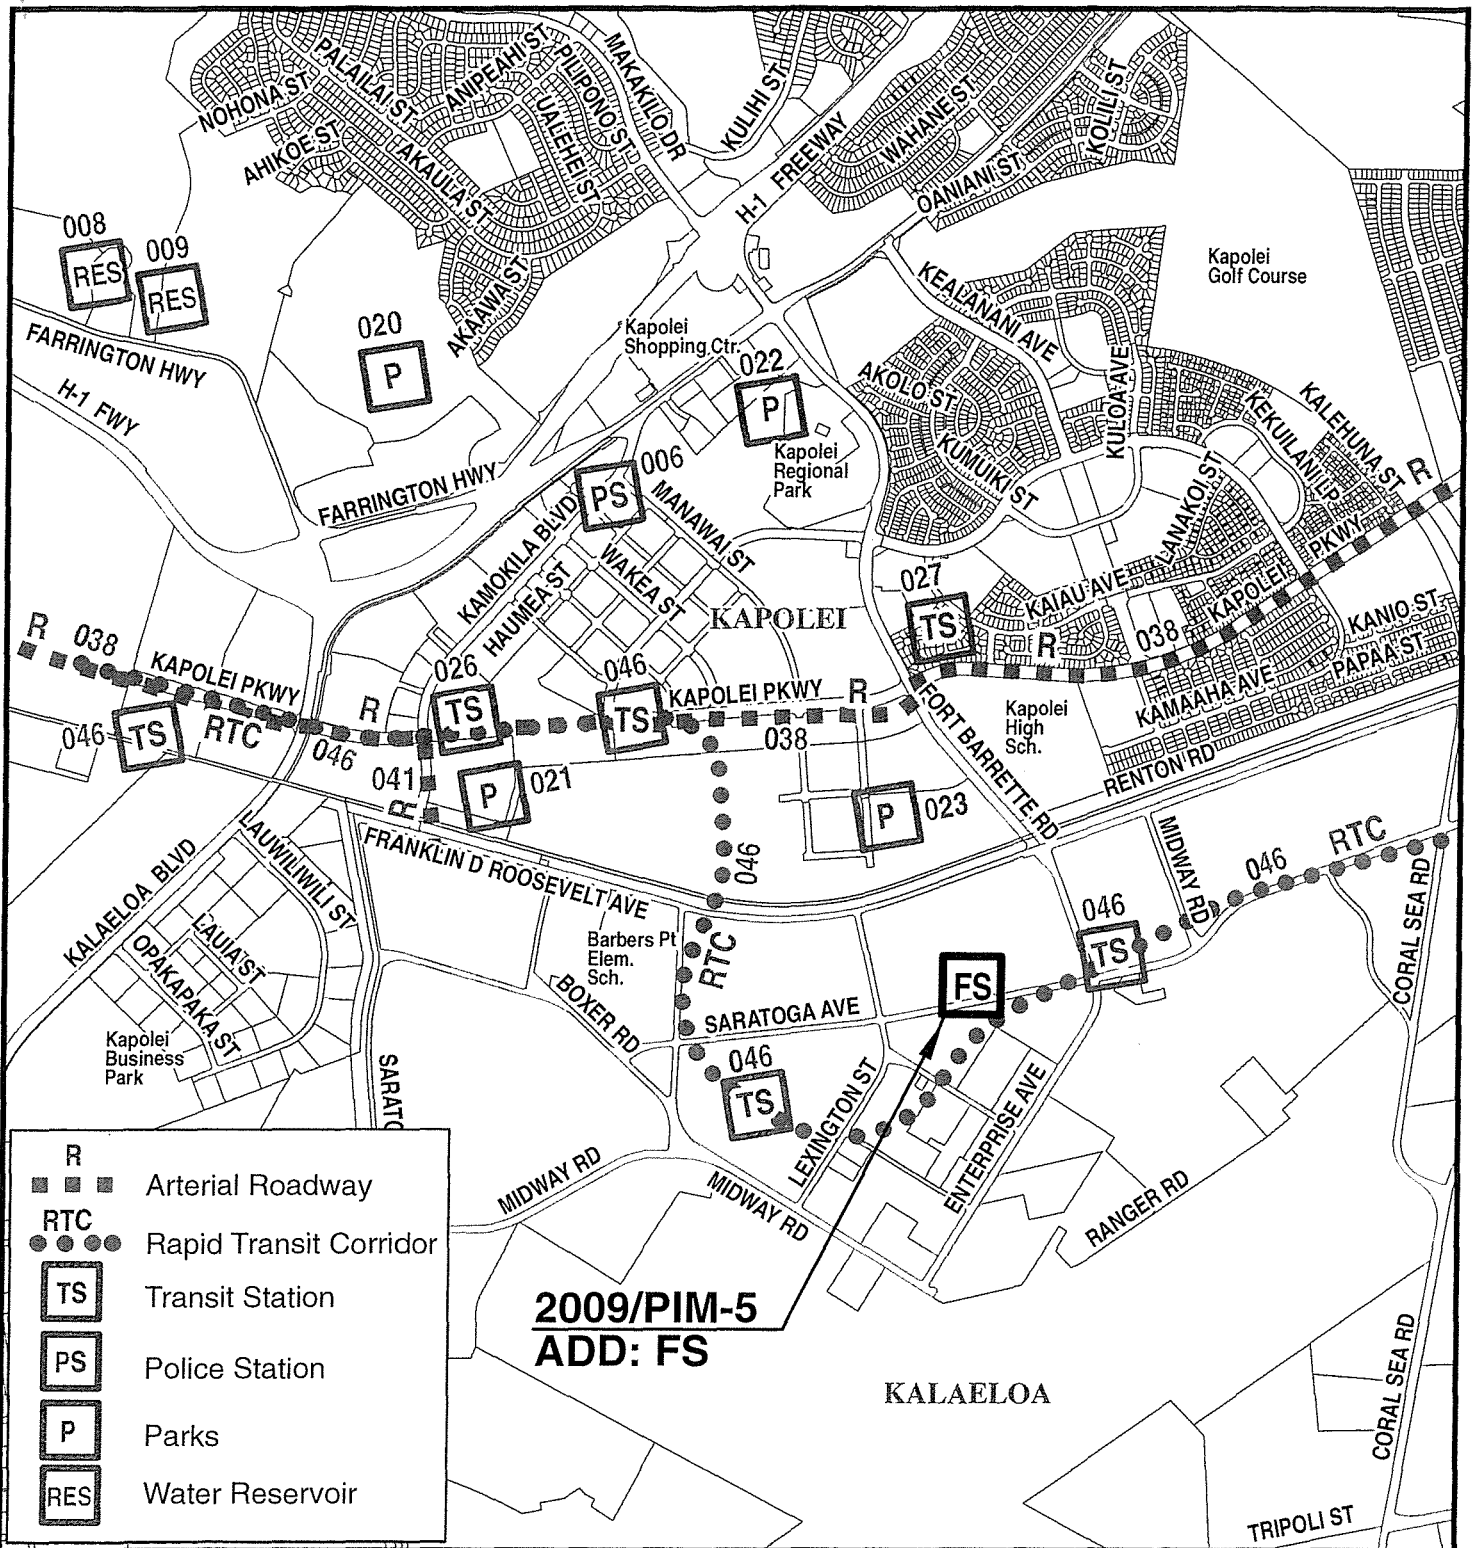 PALAILAI ST
ANIPEAHI ST
PILIPONO ST
MAKAKILO DR
KULIHI ST
NOHONA ST
UALEHEI ST
WAHANE ST
KOLILI ST
AHIKOE ST
AKAULA ST
H-1 FREEWAY
OANIANI ST
008
RES
009
RES
AKAAWA ST
KEALANANI AVE
Kapolei
Golf Course
FARRINGTON HWY
020
P
Kapolei
Shopping Ctr.
022
P
H-1 FWY
AKOLO ST
KULOA AVE
KEKUILANI LP
KALEHUNA ST
FARRINGTON HWY
006
PS
Kapolei
Regional
Park
KUMUIKI ST
LANAKOI ST
R
KAMOKILA BLVD
MANAWAI ST
HAUMEA ST
WAKEA ST
KAPOLEI
027
TS
KAIAU AVE
KAPOLEI PKWY
KANIO ST.
PAPAA ST
R
038
KAPOLEI PKWY
026
TS
046
TS
KAPOLEI PKWY
R
R
038
KAMAAHA AVE
046
TS
RTC
R
046
038
FORT BARRETTE RD
Kapolei
High
Sch.
RENTON RD
041
R
P
021
P
023
046
KALAELOA BLVD
LAUWILIWILI ST
FRANKLIN D ROOSEVELT AVE
MIDWAY RD
046
RTC
CORAL SEA RD
LAUIA ST
OPAKAPAKA ST
Barbers Pt
Elem.
Sch.
RTC
046
TS
FS
BOXER RD
SARATOGA AVE
Kapolei
Business
Park
SARATO
046
TS
LEXINGTON ST
ENTERPRISE AVE
MIDWAY RD
MIDWAY RD
RANGER RD
2009/PIM-5
ADD: FS
KALAELOA
CORAL SEA RD
TRIPOLI ST
R
Arterial Roadway
RTC
Rapid Transit Corridor
TS
Transit Station
PS
Police Station
P
Parks
RES
Water Reservoir